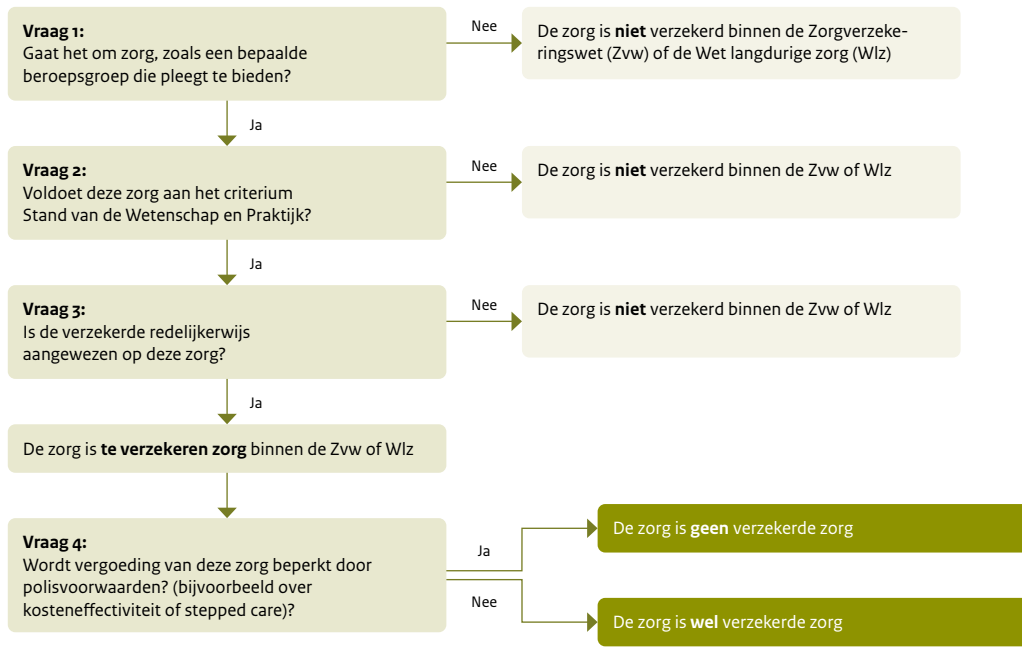 Vraag 1:
Gaat het om zorg, zoals een bepaalde
beroepsgroep die pleegt te bieden?
Nee
De zorg is niet verzekerd binnen de Zorgverzeke-
ringswet (Zvw) of de Wet langdurige zorg (Wlz)
Ja
Vraag 2:
Voldoet deze zorg aan het criterium
Stand van de Wetenschap en Praktijk?
Nee
De zorg is niet verzekerd binnen de Zvw of Wlz
Ja
Vraag 3:
Is de verzekerde redelijkerwijs
aangewezen op deze zorg?
Nee
De zorg is niet verzekerd binnen de Zvw of Wlz
Ja
De zorg is te verzekeren zorg binnen de Zvw of Wlz
Vraag 4:
Wordt vergoeding van deze zorg beperkt door
polisvoorwaarden? (bijvoorbeeld over
kosteneffectiviteit of stepped care)?
Ja
De zorg is geen verzekerde zorg
Nee
De zorg is wel verzekerde zorg